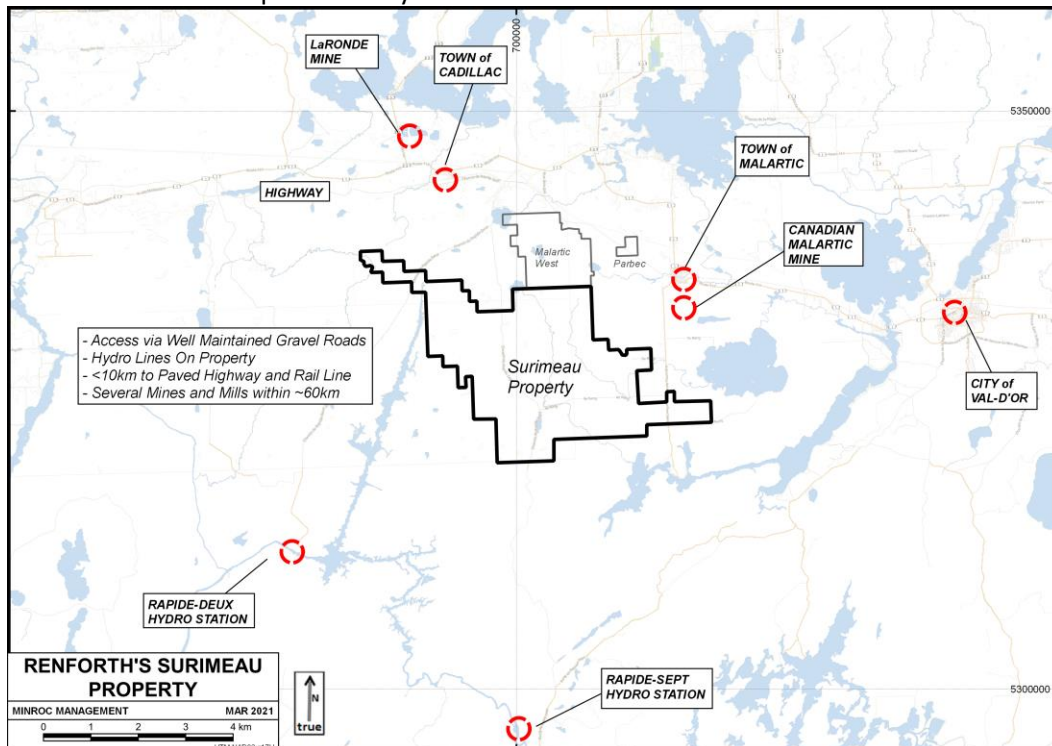 LaRONDE
MINE
TOWN of
CADILLAC
700000
5350000
TOWN of
MALARTIC
HIGHWAY
CANADIAN
MALARTIC
MINE
Malartic
West
Parbec
- Access via Well Maintained Gravel Roads
- Hydro Lines On Property
- <10km to Paved Highway and Rail Line
- Several Mines and Mills within ~60km
Surimeau
Property
CITY of
VAL-D'OR
RAPIDE-DEUX
HYDRO STATION
RENFORTH'S SURIMEAU
PROPERTY
MINROC MANAGEMENT MAR 2021
0 1 2 3 4 km
N
true
RAPIDE-SEPT
HYDRO STATION
5300000